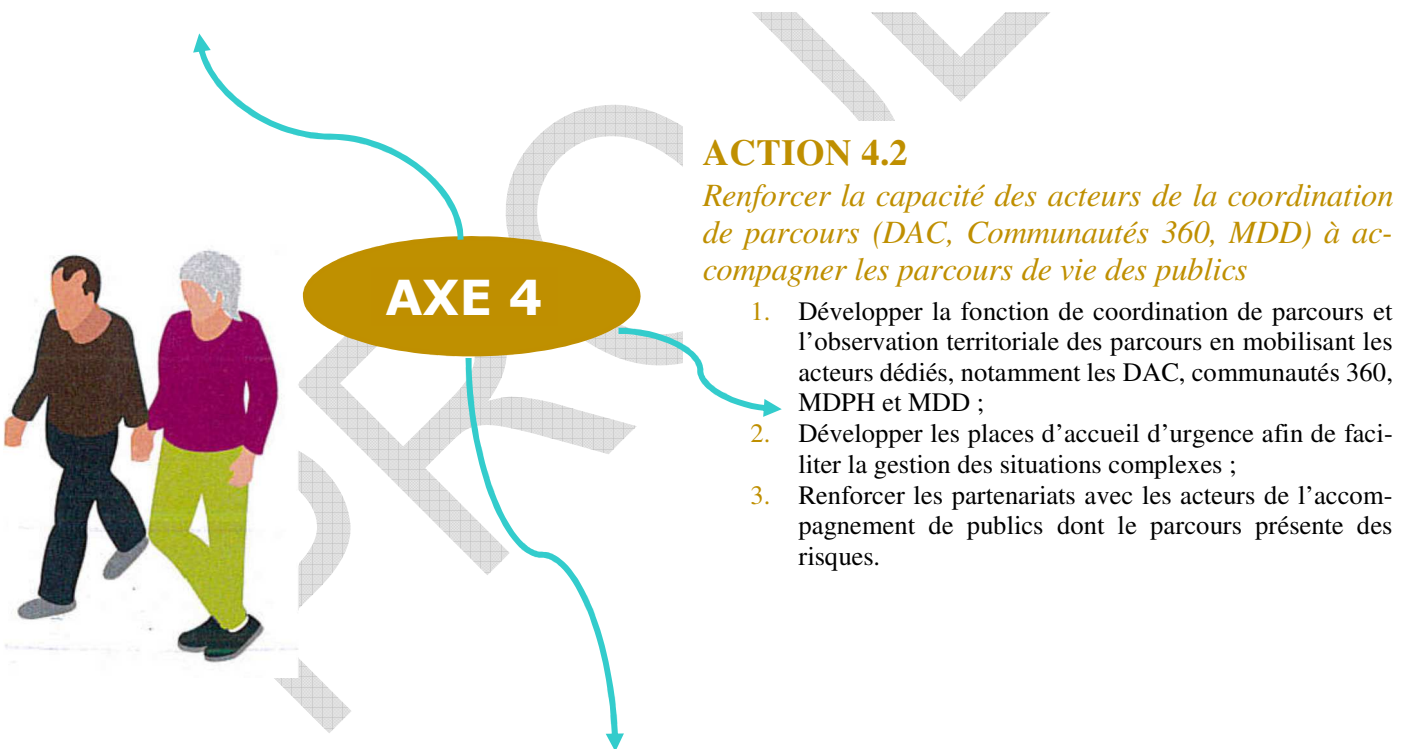 ACTION 4.2
Renforcer la capacité des acteurs de la coordination
de parcours (DAC, Communautés 360, MDD) à ac-
compagner les parcours de vie des publics
AXE 4
1. Développer la fonction de coordination de parcours et
l’observation territoriale des parcours en mobilisant les
acteurs dédiés, notamment les DAC, communautés 360,
MDPH et MDD ;
2. Développer les places d’accueil d’urgence afin de faci-
liter la gestion des situations complexes ;
3. Renforcer les partenariats avec les acteurs de l’accom-
pagnement de publics dont le parcours présente des
risques.